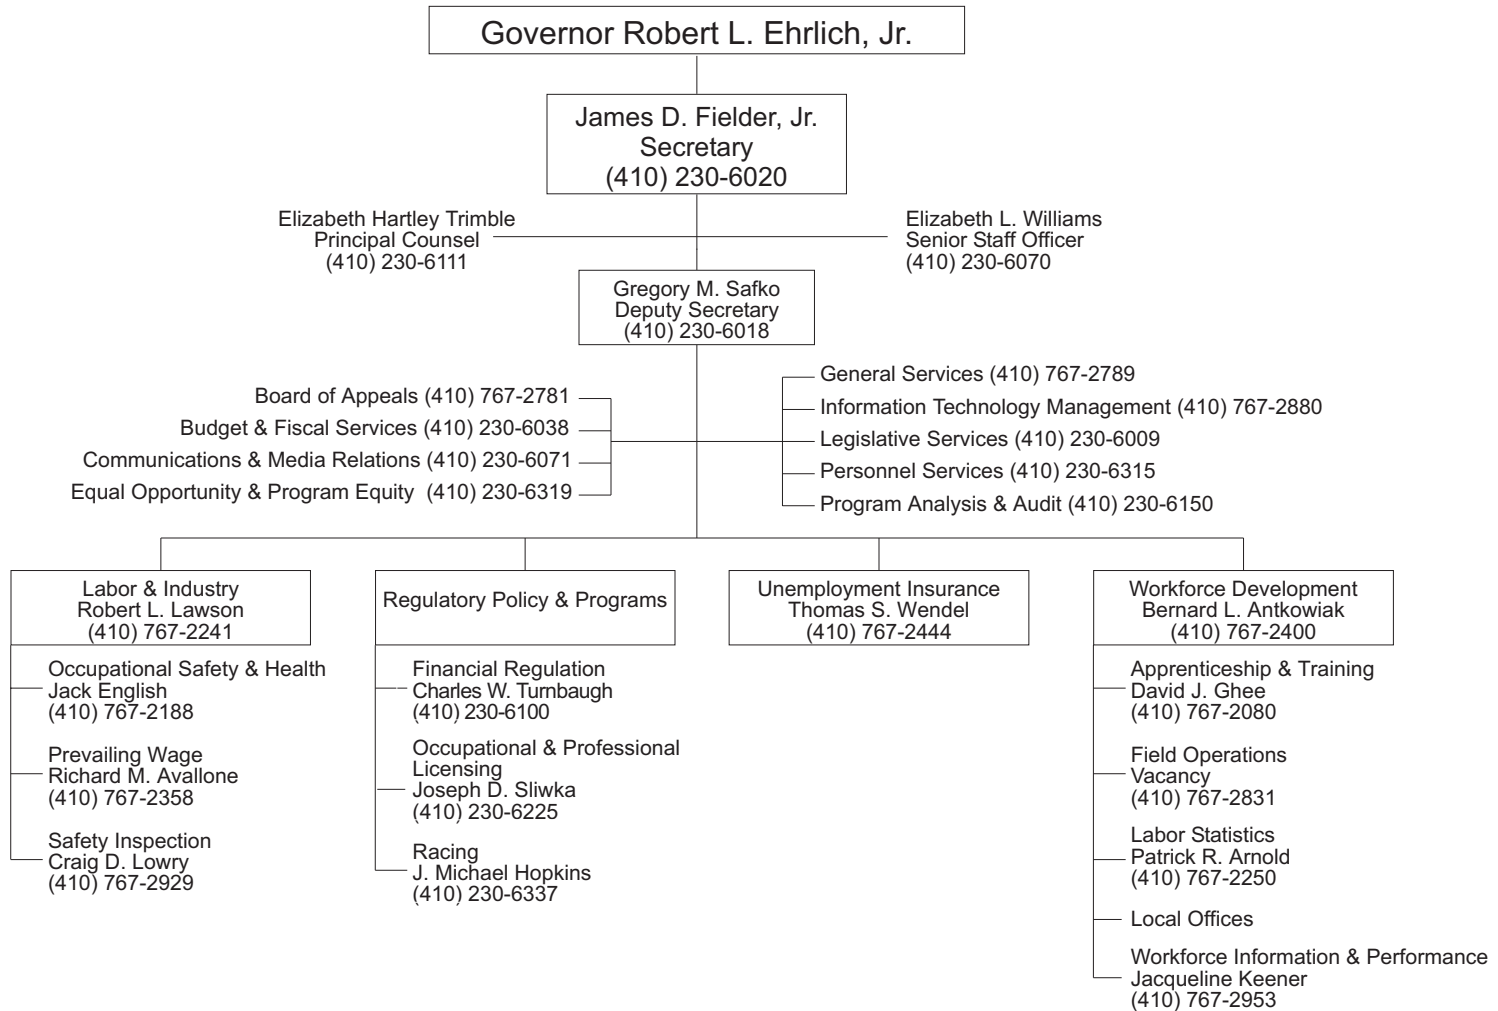 Governor Robert L. Ehrlich, Jr.
James D. Fielder, Jr.
Secretary
(410) 230-6020
Elizabeth Hartley Trimble
Principal Counsel
(410) 230-6111
Elizabeth L. Williams
Senior Staff Officer
(410) 230-6070
Gregory M. Safko
Deputy Secretary
(410) 230-6018
Board of Appeals (410) 767-2781
Budget & Fiscal Services (410) 230-6038
Communications & Media Relations (410) 230-6071
Equal Opportunity & Program Equity (410) 230-6319
General Services (410) 767-2789
Information Technology Management (410) 767-2880
Legislative Services (410) 230-6009
Personnel Services (410) 230-6315
Program Analysis & Audit (410) 230-6150
Labor & Industry
Robert L. Lawson
(410) 767-2241
Occupational Safety & Health
Jack English
(410) 767-2188
Prevailing Wage
Richard M. Avallone
(410) 767-2358
Safety Inspection
Craig D. Lowry
(410) 767-2929
Regulatory Policy & Programs
Financial Regulation
Charles W. Turnbaugh
(410) 230-6100
Occupational & Professional
Licensing
Joseph D. Sliwka
(410) 230-6225
Racing
J. Michael Hopkins
(410) 230-6337
Unemployment Insurance
Thomas S. Wendel
(410) 767-2444
Workforce Development
Bernard L. Antkowiak
(410) 767-2400
Apprenticeship & Training
David J. Ghee
(410) 767-2080
Field Operations
Vacancy
(410) 767-2831
Labor Statistics
Patrick R. Arnold
(410) 767-2250
Local Offices
Workforce Information & Performance
Jacqueline Keener
(410) 767-2953